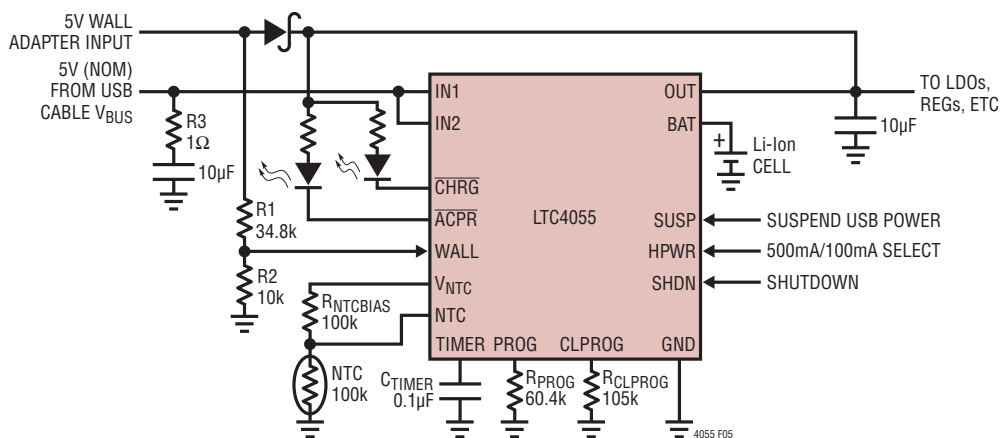 5V WALL
ADAPTER INPUT
5V (NOM)
FROM USB
CABLE VBUS
R3
1Ω
10µF
R1
34.8k
R2
10k
RNTCBIAS
100k
NTC
100k
IN1
IN2
CHRG
ACPR
WALL
VNTC
NTC
TIMER PROG CLPROG GND
LTC4055
OUT
BAT
SUSP
HPWR
SHDN
+
Li-Ion
CELL
10µF
TO LDOs,
REGs, ETC
SUSPEND USB POWER
500mA/100mA SELECT
SHUTDOWN
CTIMER
0.1µF
RPROG
60.4k
RCLPROG
105k
4055 F05